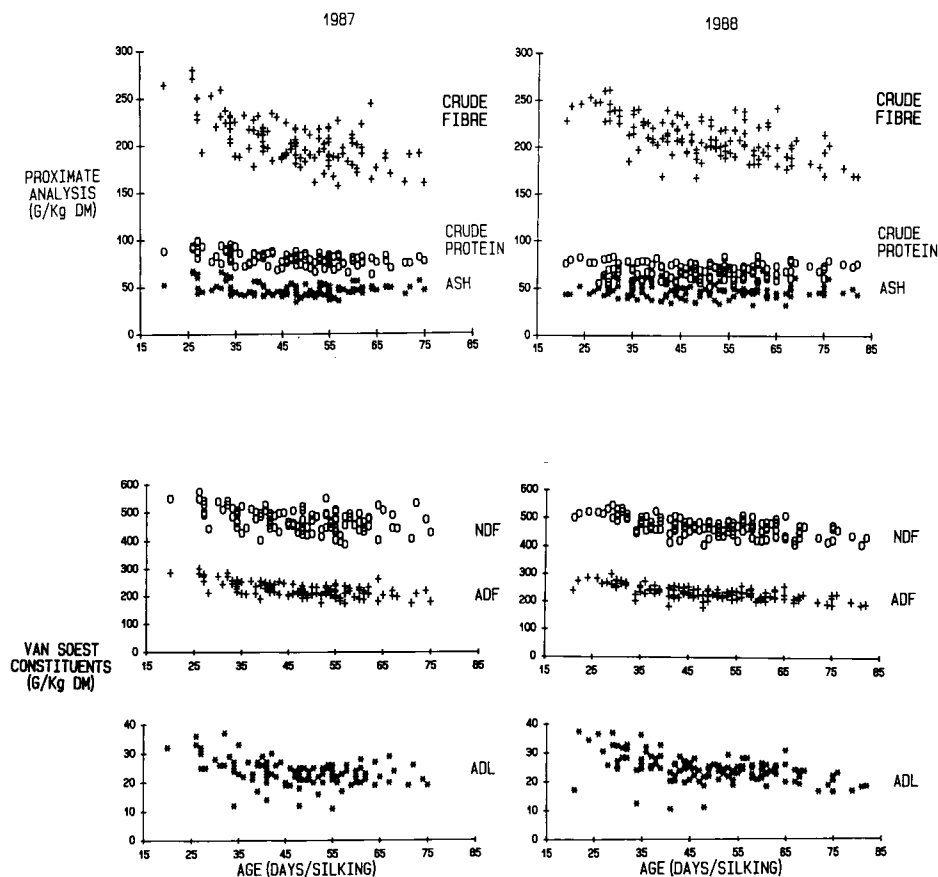 1987
1988
300
250
200
150
100
50
0
15 25 35 45 55 65 75 85
CRUDE
FIBRE
CRUDE
PROTEIN
ASH
PROXIMATE
ANALYSIS
(G/Kg DM)
300
250
200
150
100
50
0
15 25 35 45 55 65 75 85
CRUDE
FIBRE
CRUDE
PROTEIN
ASH
600
500
400
300
200
100
0
15 25 35 45 55 65 75 85
NDF
ADF
VAN SOEST
CONSTITUENTS
(G/Kg DM)
600
500
400
300
200
100
0
15 25 35 45 55 65 75 85
NDF
ADF
40
30
20
10
0
15 25 35 45 55 65 75 85
ADL
AGE (DAYS/SILKING)
40
30
20
10
0
15 25 35 45 55 65 75 85
ADL
AGE (DAYS/SILKING)